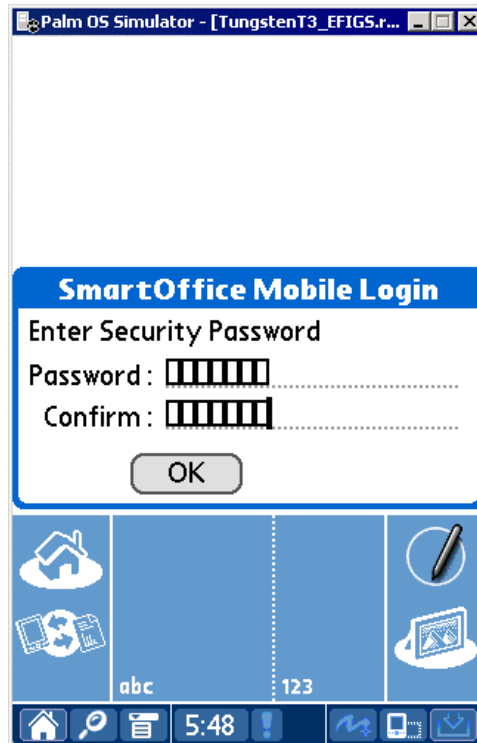 Palm OS Simulator - [TungstenT3_EFIGS.r...
SmartOffice Mobile Login
Enter Security Password
Password :
Confirm :
OK
abc
123
5:48